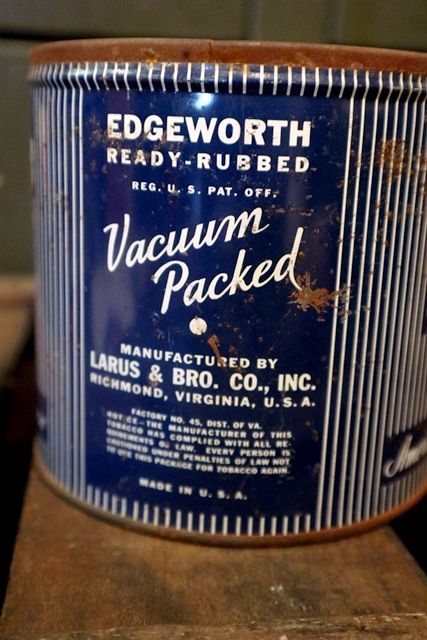 EDGEWORTH
READY-RUBBED
REG. U. S. PAT. OFF.
Vacuum
Packed
MANUFACTURED BY
LARUS & BRO. CO., INC.
RICHMOND, VIRGINIA, U.S.A.
FACTORY NO. 45, DIST. OF VA.
NOTICE—THE MANUFACTURER OF THIS
TOBACCO HAS COMPLIED WITH ALL RE-
QUIREMENTS OF LAW. EVERY PERSON IS
CAUTIONED UNDER PENALTIES OF LAW NOT
TO USE THIS PACKAGE FOR TOBACCO AGAIN.
MADE IN U. S. A.